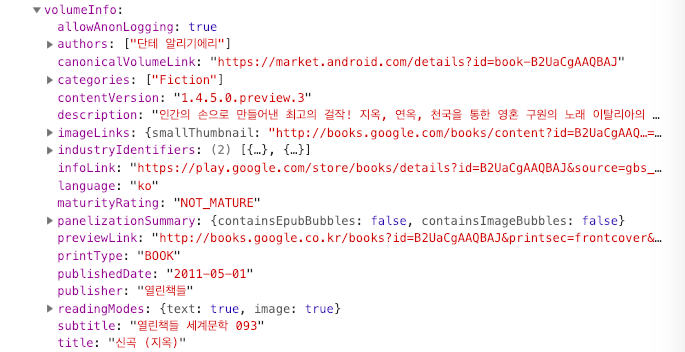 volumeInfo:
allowAnonLogging: true
authors: ["단테 알리기에리"]
canonicalVolumeLink: "https://market.android.com/details?id=book-B2UaCgAAQBAJ"
categories: ["Fiction"]
contentVersion: "1.4.5.0.preview.3"
description: "인간의 손으로 만들어낸 최고의 걸작! 지옥, 연옥, 천국을 통한 영혼 구원의 노래 이탈리아의 …
imageLinks: {smallThumbnail: "http://books.google.com/books/content?id=B2UaCgAAQ…=…
industryIdentifiers: (2) [{…}, {…}]
infoLink: "https://play.google.com/store/books/details?id=B2UaCgAAQBAJ&source=gbs_…
language: "ko"
maturityRating: "NOT_MATURE"
panelizationSummary: {containsEpubBubbles: false, containsImageBubbles: false}
previewLink: "http://books.google.co.kr/books?id=B2UaCgAAQBAJ&printsec=frontcover&…
printType: "BOOK"
publishedDate: "2011-05-01"
publisher: "열린책들"
readingModes: {text: true, image: true}
subtitle: "열린책들 세계문학 093"
title: "신곡 (지옥)"